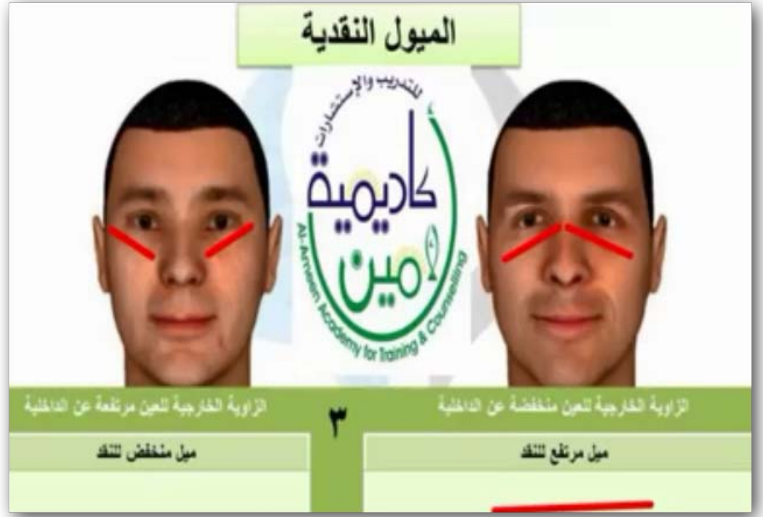 الميول النقدية
للتدريب والإستشارات
أكاديمية
أمين
Al-Ameen Academy for Training & Counselling
الزاوية الخارجية للعين منخفضة عن الداخلية
٣
الزاوية الخارجية للعين مرتفعة عن الداخلية
ميل مرتفع للنقد
ميل منخفض للنقد